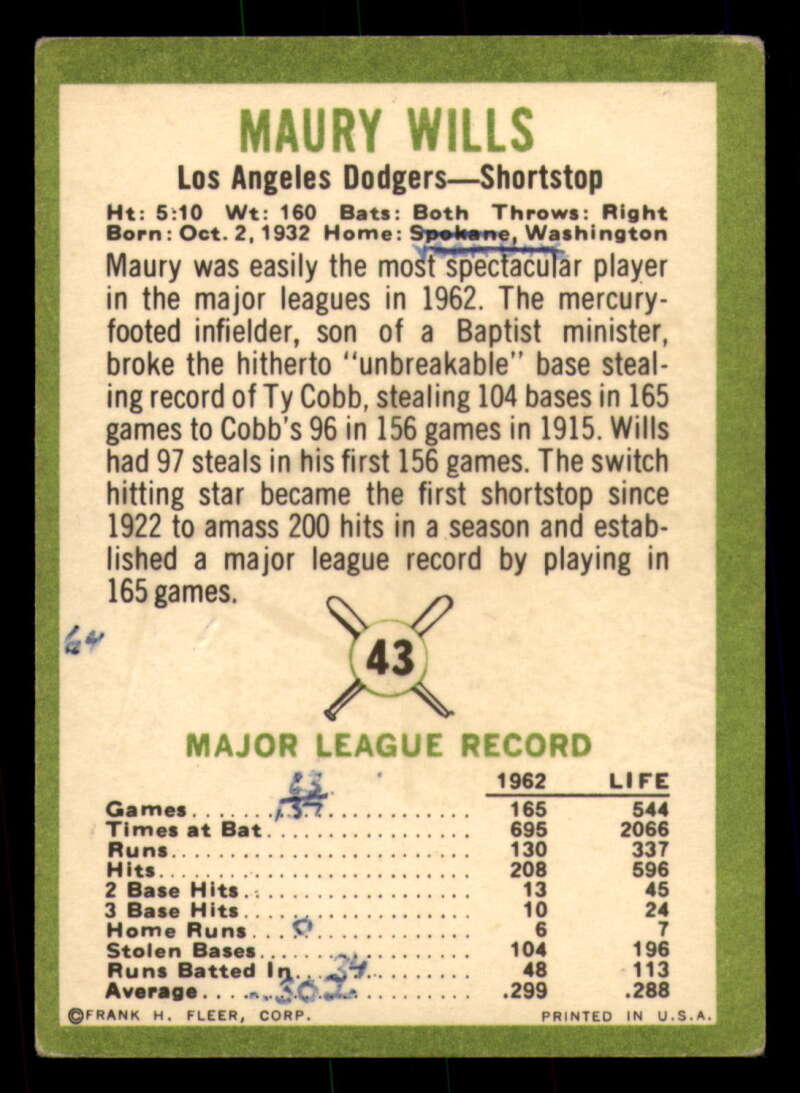 MAURY WILLS
Los Angeles Dodgers—Shortstop
Ht: 5:10 Wt: 160 Bats: Both Throws: Right
Born: Oct. 2, 1932 Home: Spokane, Washington
Maury was easily the most spectacular player
in the major leagues in 1962. The mercury-
footed infielder, son of a Baptist minister,
broke the hitherto "unbreakable" base steal-
ing record of Ty Cobb, stealing 104 bases in 165
games to Cobb's 96 in 156 games in 1915. Wills
had 97 steals in his first 156 games. The switch
hitting star became the first shortstop since
1922 to amass 200 hits in a season and estab-
lished a major league record by playing in
165 games.
64
43
MAJOR LEAGUE RECORD
63 1962 LIFE
Games 165 544
Times at Bat 695 2066
Runs 130 337
Hits 208 596
2 Base Hits 13 45
3 Base Hits 10 24
Home Runs 0 6 7
Stolen Bases 104 196
Runs Batted In 34 48 113
Average .302 .299 .288
©FRANK H. FLEER, CORP. PRINTED IN U.S.A.